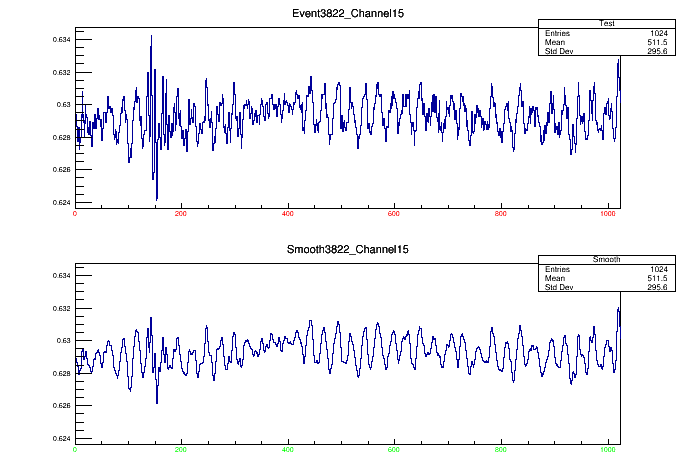 Event3822_Channel15
Test
Entries 1024
Mean 511.5
Std Dev 295.6
0.634
0.632
0.63
0.628
0.626
0.624
0 200 400 600 800 1000
Smooth3822_Channel15
Smooth
Entries 1024
Mean 511.5
Std Dev 295.6
0.634
0.632
0.63
0.628
0.626
0.624
0 200 400 600 800 1000